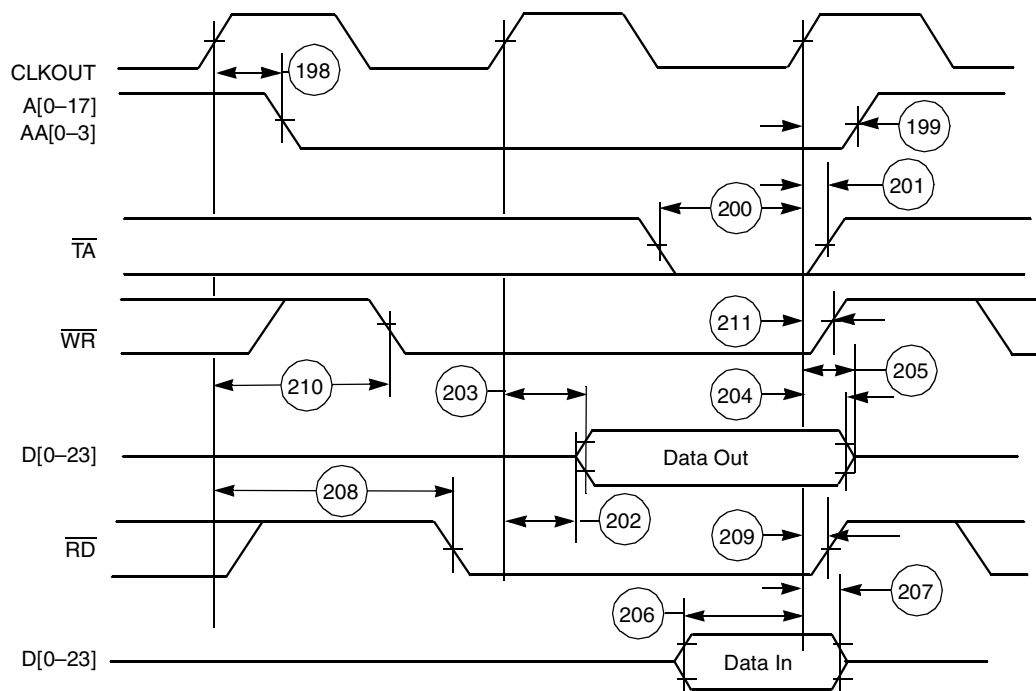 CLKOUT
198
A[0–17]
AA[0–3]
199
200
201
TA
WR
211
210
203
204
205
D[0–23]
Data Out
208
202
RD
209
206
207
D[0–23]
Data In